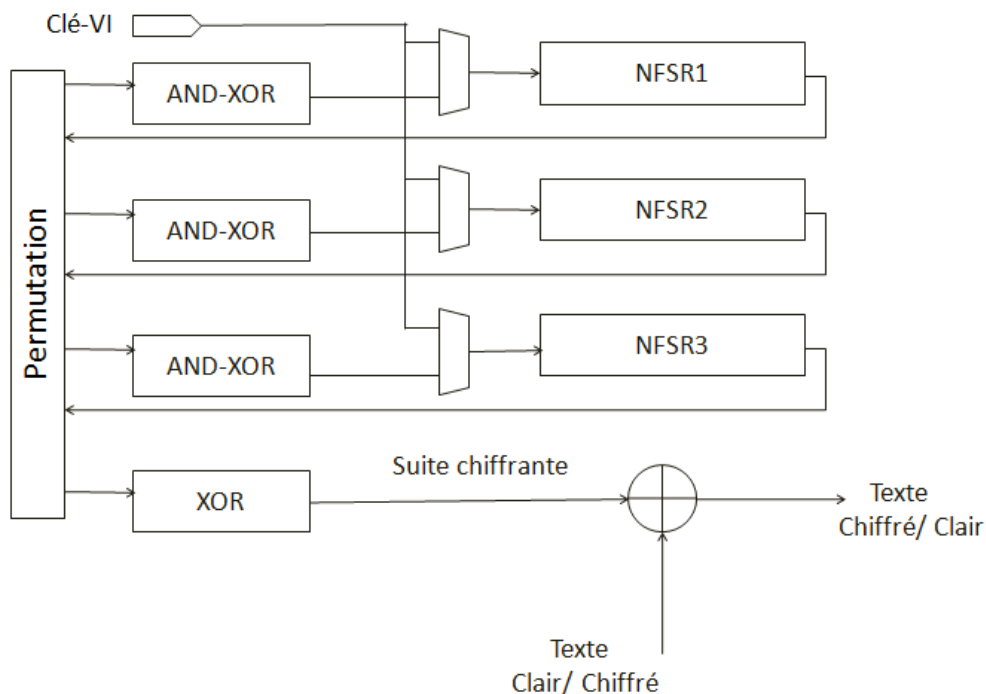 Clé-VI
AND-XOR
NFSR1
AND-XOR
NFSR2
Permutation
AND-XOR
NFSR3
XOR
Suite chiffrante
Texte
Chiffré/ Clair
Texte
Clair/ Chiffré